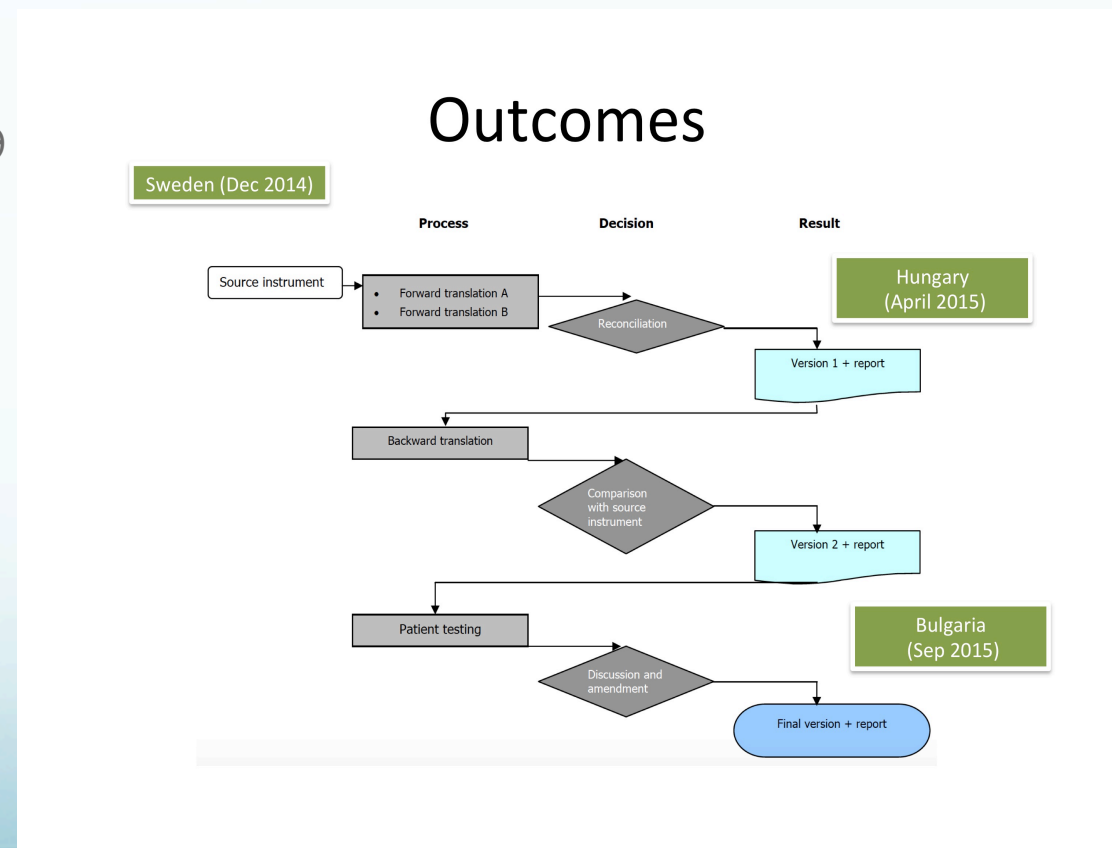 Outcomes
Sweden (Dec 2014)
Process
Decision
Result
Source instrument
• Forward translation A
• Forward translation B
Reconciliation
Hungary
(April 2015)
Version 1 + report
Backward translation
Comparison
with source
instrument
Version 2 + report
Patient testing
Bulgaria
(Sep 2015)
Discussion and
amendment
Final version + report